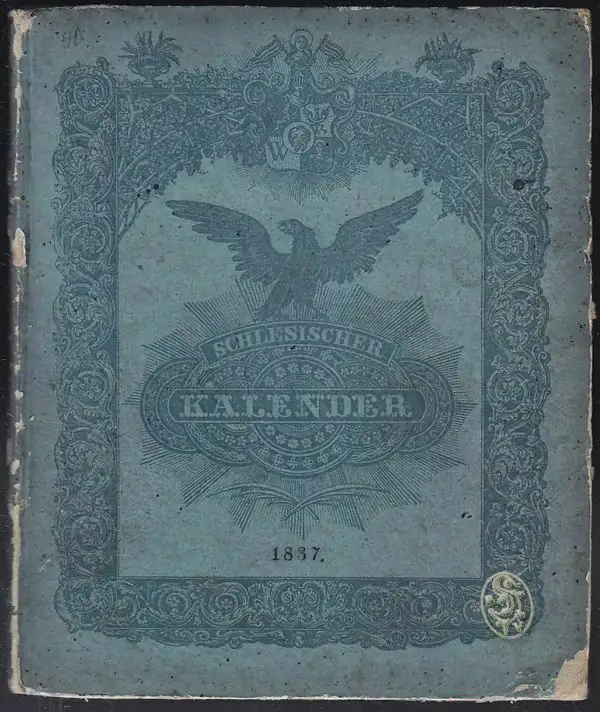 W
SCHLESISCHER
KALENDER
1837.